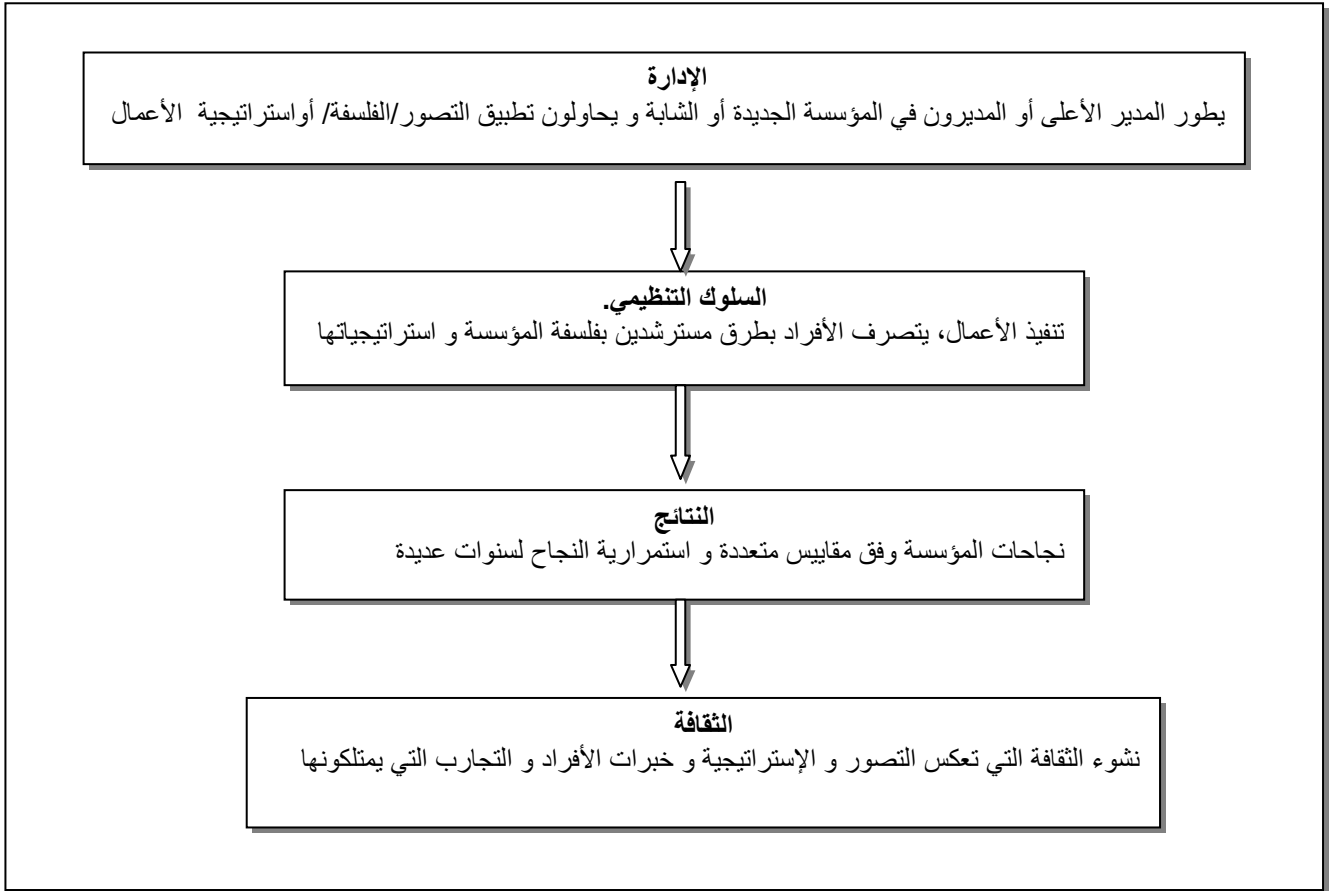 الإدارة
يطور المدير الأعلى أو المديرون في المؤسسة الجديدة أو الشابة و يحاولون تطبيق التصور/الفلسفة/ أواستراتيجية الأعمال
السلوك التنظيمي.
تنفيذ الأعمال، يتصرف الأفراد بطرق مسترشدين بفلسفة المؤسسة و استراتيجياتها
النتائج
نجاحات المؤسسة وفق مقاييس متعددة و استمرارية النجاح لسنوات عديدة
الثقافة
نشوء الثقافة التي تعكس التصور و الإستراتيجية و خبرات الأفراد و التجارب التي يمتلكونها